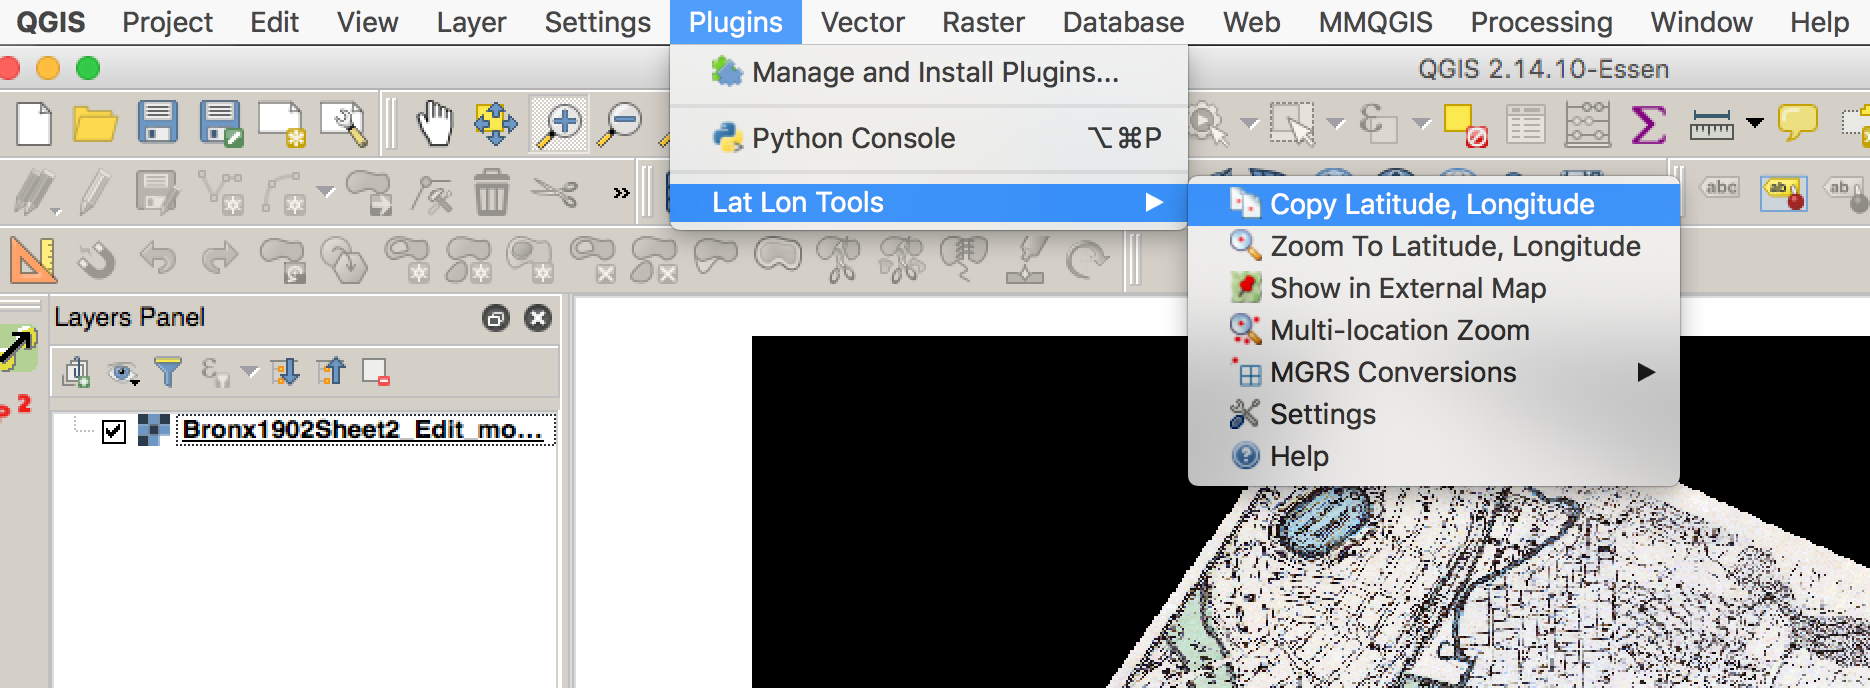 QGIS Project Edit View Layer Settings Plugins Vector Raster Database Web MMQGIS Processing Window Help
QGIS 2.14.10-Essen
Manage and Install Plugins...
Python Console ⌥⌘P
Lat Lon Tools
Copy Latitude, Longitude
Zoom To Latitude, Longitude
Show in External Map
Multi-location Zoom
MGRS Conversions
Settings
Help
abc ab ab
Layers Panel
2
Bronx1902Sheet2_Edit_mo...